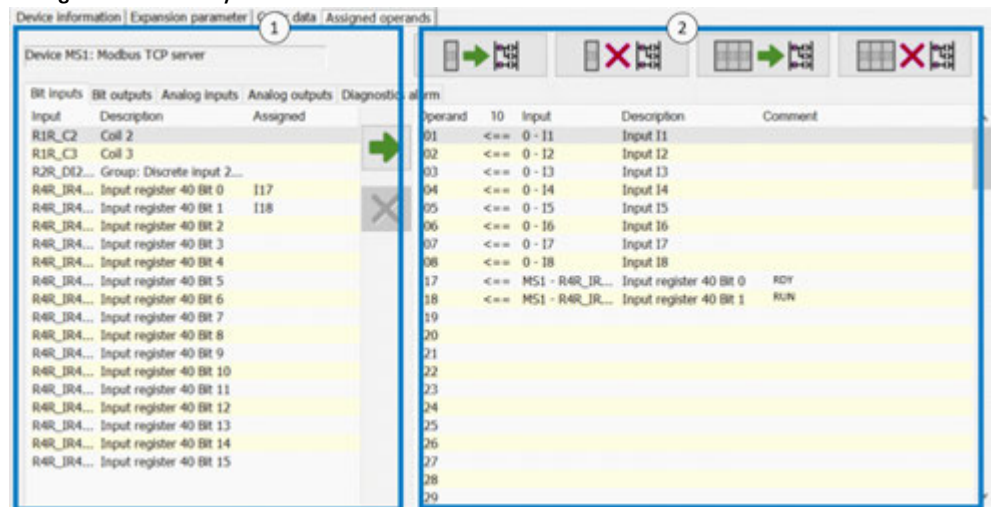 Device information Expansion parameter data Assigned operands
1
2
Device MS1: Modbus TCP server
Bit inputs Bit outputs Analog inputs Analog outputs Diagnostics alarm
Input Description Assigned
R1R_C2 Coil 2
R1R_C3 Coil 3
R2R_DI2... Group: Discrete input 2...
R4R_IR4... Input register 40 Bit 0 I17
R4R_IR4... Input register 40 Bit 1 I18
R4R_IR4... Input register 40 Bit 2
R4R_IR4... Input register 40 Bit 3
R4R_IR4... Input register 40 Bit 4
R4R_IR4... Input register 40 Bit 5
R4R_IR4... Input register 40 Bit 6
R4R_IR4... Input register 40 Bit 7
R4R_IR4... Input register 40 Bit 8
R4R_IR4... Input register 40 Bit 9
R4R_IR4... Input register 40 Bit 10
R4R_IR4... Input register 40 Bit 11
R4R_IR4... Input register 40 Bit 12
R4R_IR4... Input register 40 Bit 13
R4R_IR4... Input register 40 Bit 14
R4R_IR4... Input register 40 Bit 15
Operand 10 Input Description Comment
01 <== 0 - I1 Input I1
02 <== 0 - I2 Input I2
03 <== 0 - I3 Input I3
04 <== 0 - I4 Input I4
05 <== 0 - I5 Input I5
06 <== 0 - I6 Input I6
07 <== 0 - I7 Input I7
08 <== 0 - I8 Input I8
17 <== MS1 - R4R_IR... Input register 40 Bit 0 RDY
18 <== MS1 - R4R_IR... Input register 40 Bit 1 RUN
19
20
21
22
23
24
25
26
27
28
29